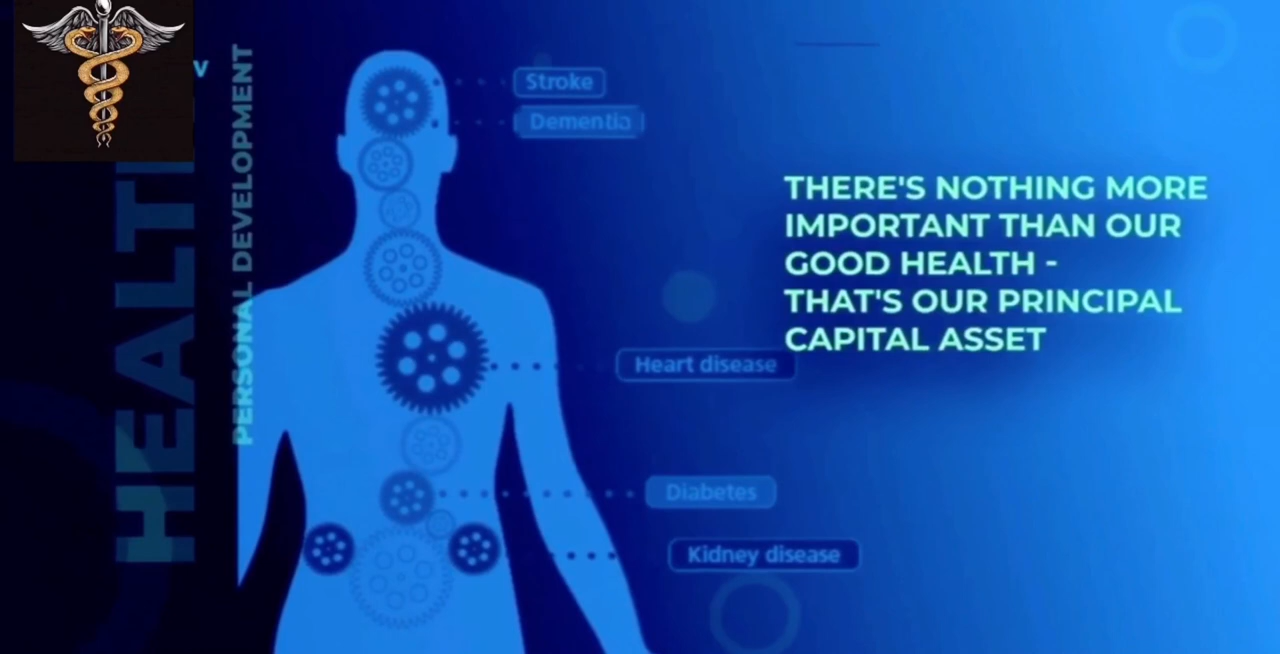 V
HEALT
PERSONAL DEVELOPMENT
Stroke
Dementia
THERE'S NOTHING MORE
IMPORTANT THAN OUR
GOOD HEALTH -
THAT'S OUR PRINCIPAL
CAPITAL ASSET
Heart disease
Diabetes
Kidney disease